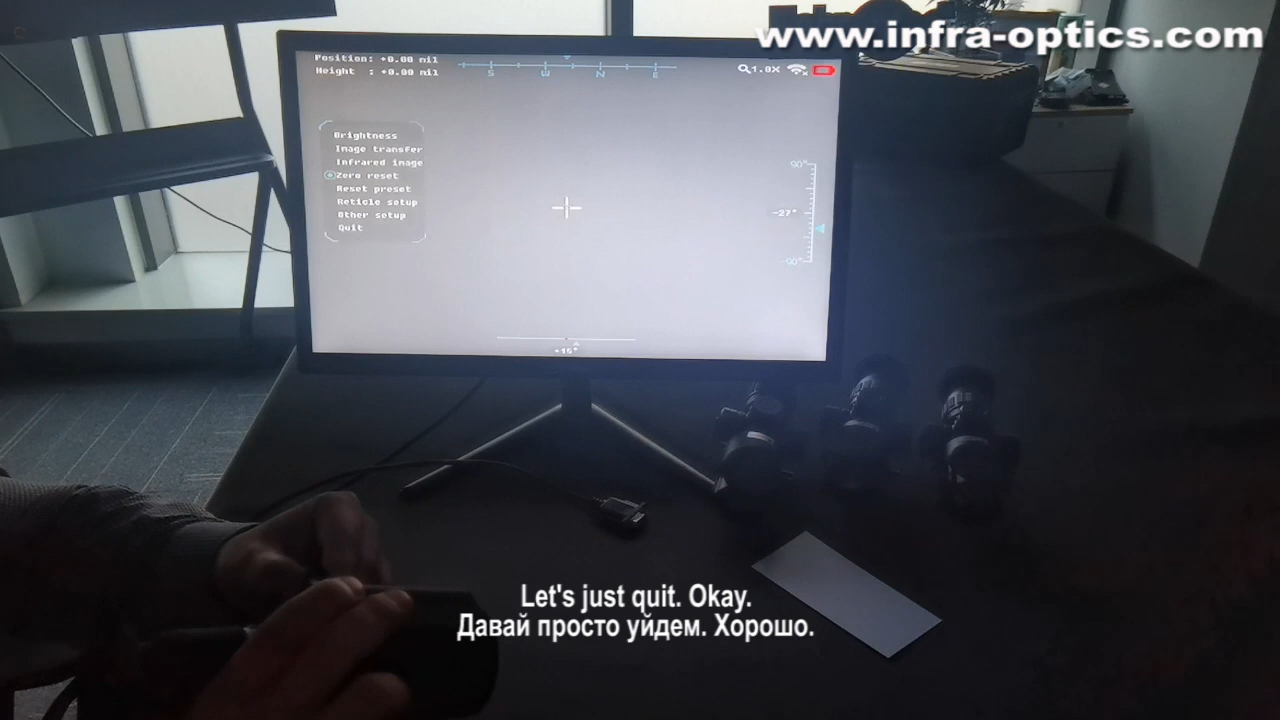 www.infra-optics.com
Position: +0.00 mil
Height : +0.00 mil
S W N E
1.0X
Brightness
Image transfer
Infrared image
Zero reset
Reset preset
Reticle setup
Other setup
Quit
90°
-27°
-90°
Let's just quit. Okay.
Давай просто уйдем. Хорошо.